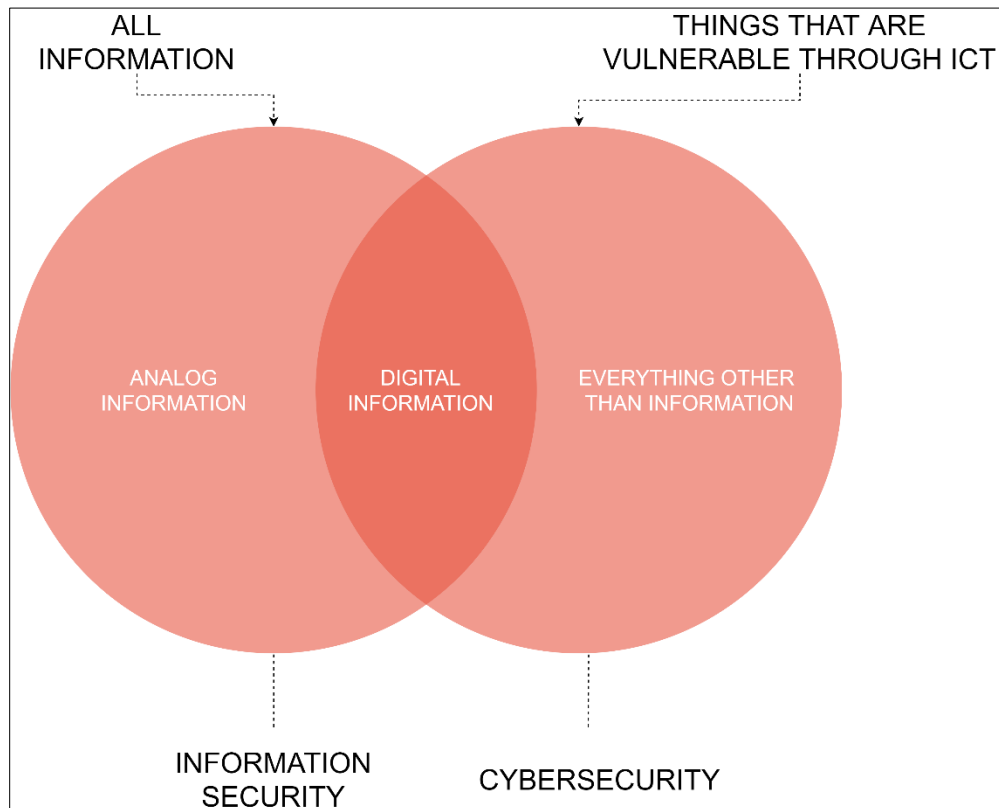 ALL
INFORMATION
THINGS THAT ARE
VULNERABLE THROUGH ICT
ANALOG
INFORMATION
DIGITAL
INFORMATION
EVERYTHING OTHER
THAN INFORMATION
INFORMATION
SECURITY
CYBERSECURITY